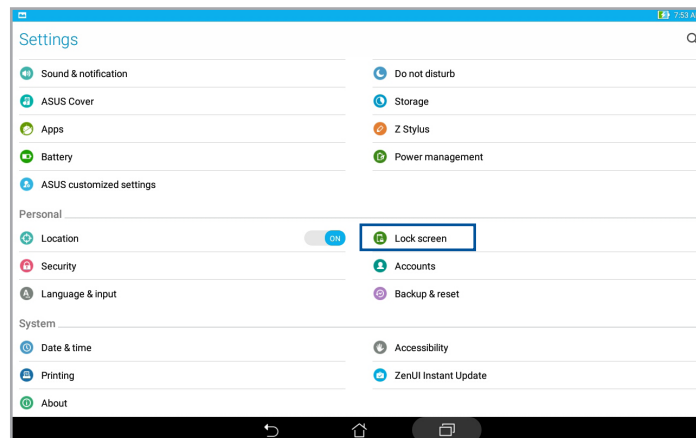 7:53 A
Settings
Sound & notification
Do not disturb
ASUS Cover
Storage
Apps
Z Stylus
Battery
Power management
ASUS customized settings
Personal
Location ON
Lock screen
Security
Accounts
Language & input
Backup & reset
System
Date & time
Accessibility
Printing
ZenUI Instant Update
About